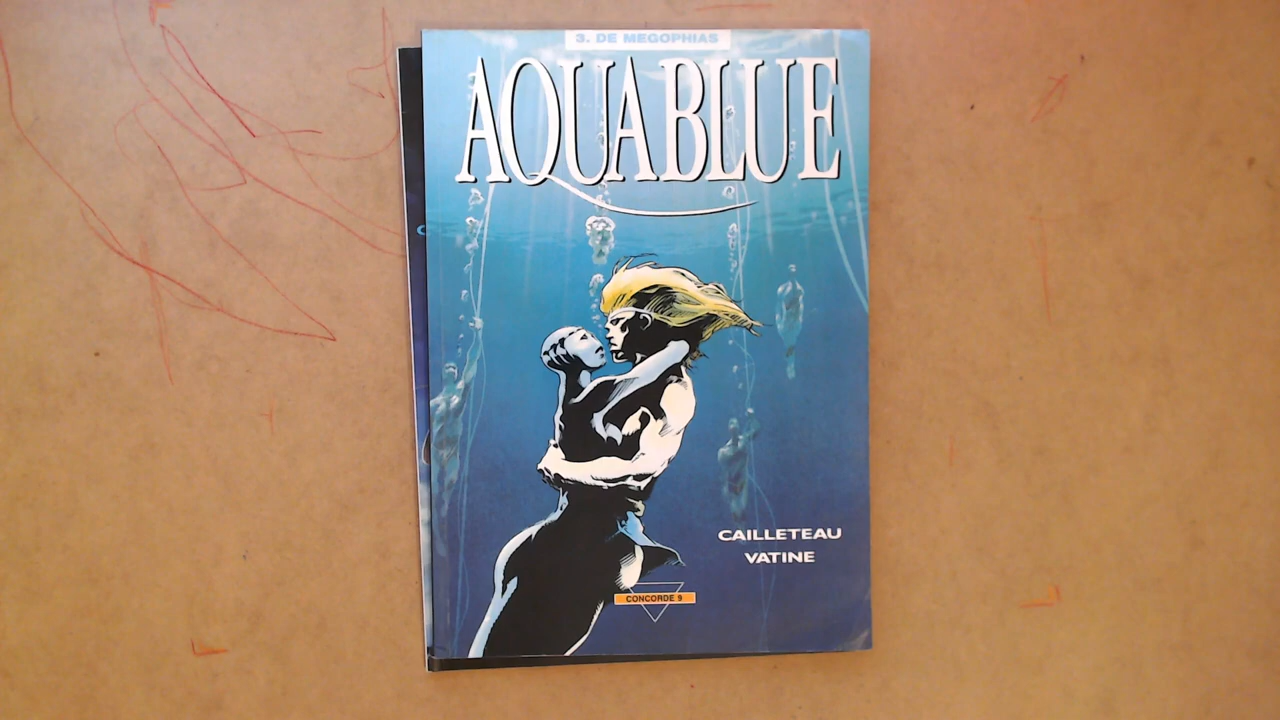 3. DE MEGOPHIAS
AQUABLUE
CAILLETEAU
VATINE
CONCORDE 9